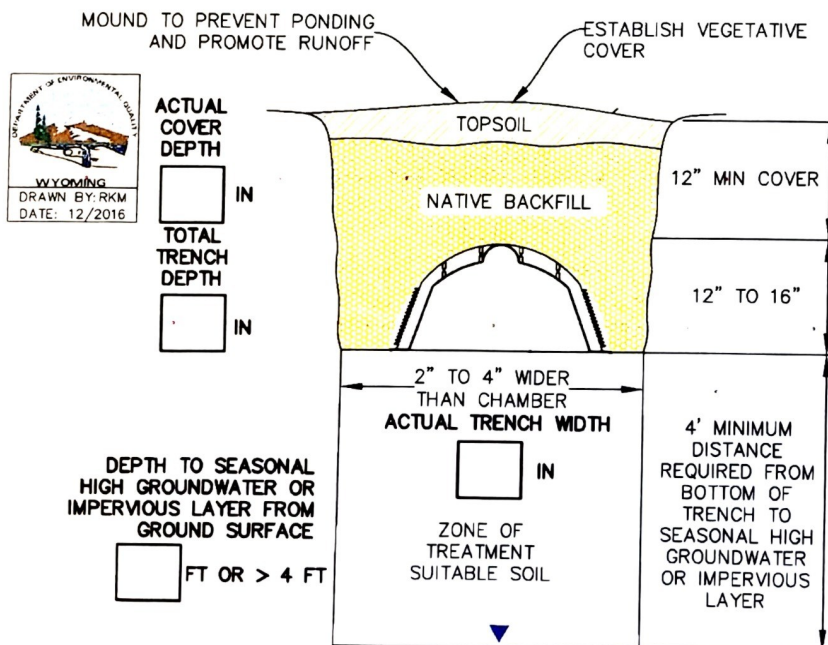 MOUND TO PREVENT PONDING
AND PROMOTE RUNOFF
ESTABLISH VEGETATIVE
COVER
DEPARTMENT OF ENVIRONMENTAL QUALITY
WYOMING
DRAWN BY: RKM
DATE: 12/2016
ACTUAL
COVER
DEPTH
IN
TOTAL
TRENCH
DEPTH
IN
TOPSOIL
NATIVE BACKFILL
12" MIN COVER
12" TO 16"
2" TO 4" WIDER
THAN CHAMBER
ACTUAL TRENCH WIDTH
IN
DEPTH TO SEASONAL
HIGH GROUNDWATER OR
IMPERVIOUS LAYER FROM
GROUND SURFACE
FT OR > 4 FT
ZONE OF
TREATMENT
SUITABLE SOIL
4' MINIMUM
DISTANCE
REQUIRED FROM
BOTTOM OF
TRENCH TO
SEASONAL HIGH
GROUNDWATER
OR IMPERVIOUS
LAYER